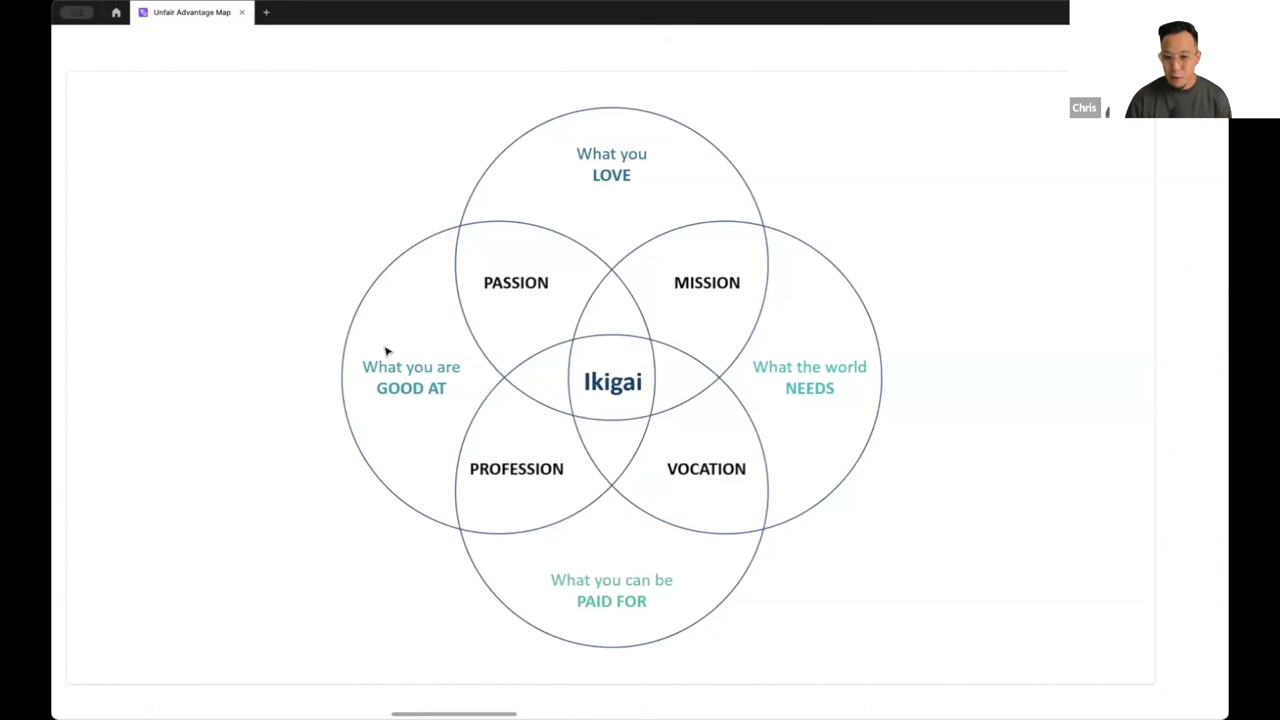 Unfair Advantage Map
Chris
What you
LOVE
PASSION
MISSION
What you are
GOOD AT
Ikigai
What the world
NEEDS
PROFESSION
VOCATION
What you can be
PAID FOR